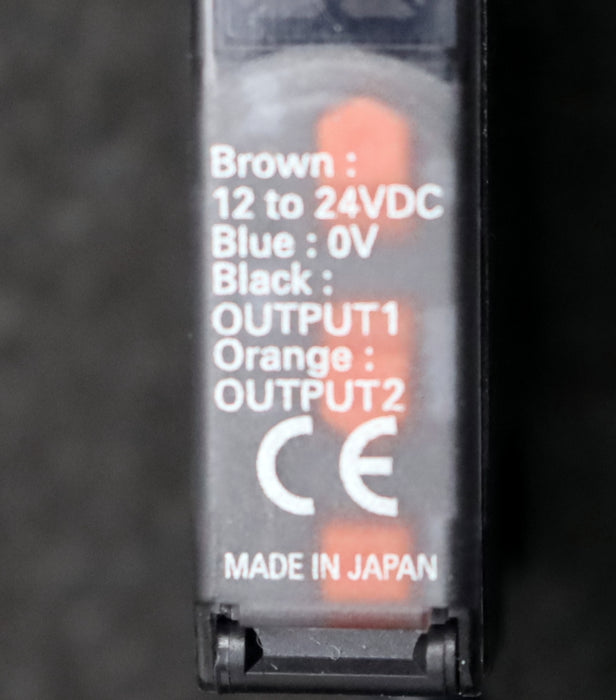 Brown :
12 to 24VDC
Blue : 0V
Black :
OUTPUT1
Orange :
OUTPUT2
CE
MADE IN JAPAN